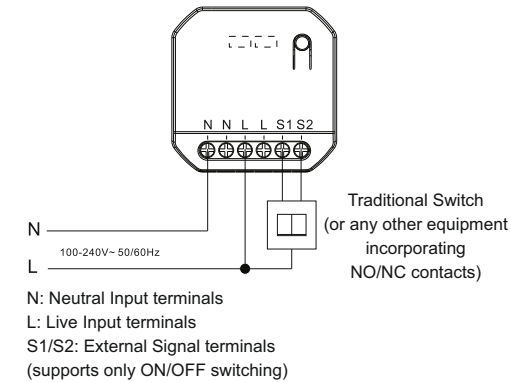 N N L L S1 S2
Traditional Switch
(or any other equipment
incorporating
NO/NC contacts)
N
100-240V~ 50/60Hz
L
N: Neutral Input terminals
L: Live Input terminals
S1/S2: External Signal terminals
(supports only ON/OFF switching)